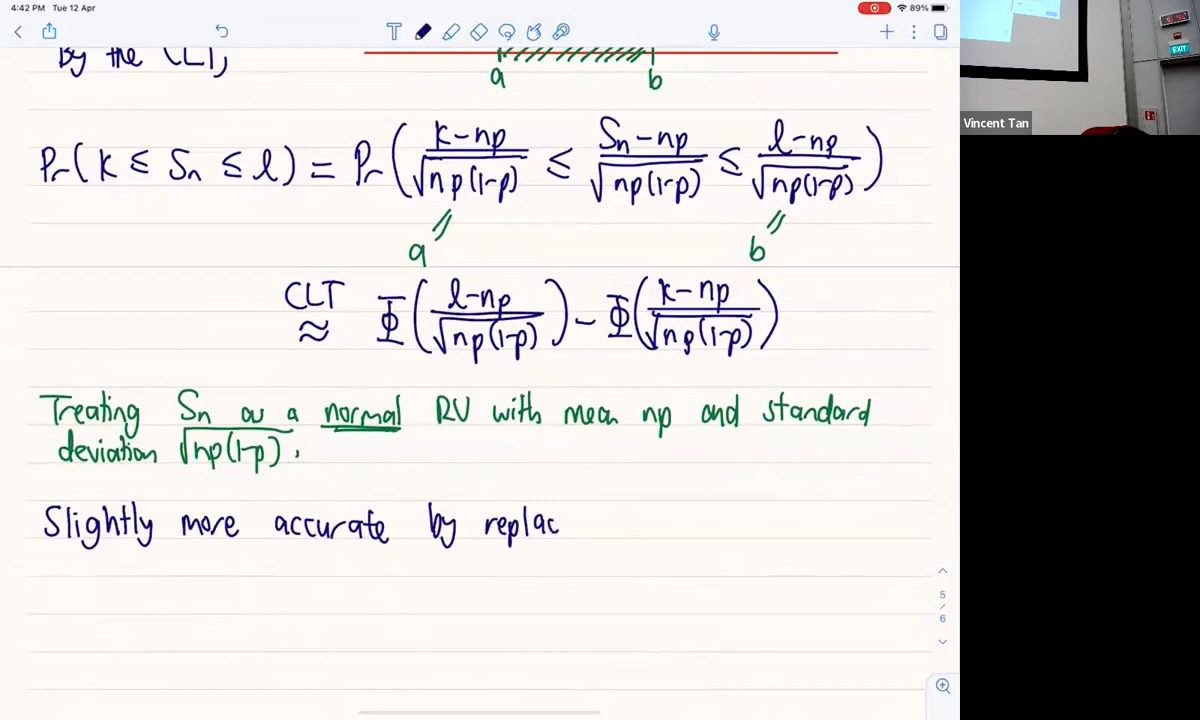 4:42 PM Tue 12 Apr
89%
By the CLT,
a b
Pr(k ≤ Sn ≤ l) = Pr( (k-np)/√(np(1-p)) ≤ (Sn-np)/√(np(1-p)) ≤ (l-np)/√(np(1-p)) )
a b
CLT
≈ Φ( (l-np)/√(np(1-p)) ) - Φ( (k-np)/√(np(1-p)) )
Treating Sn as a normal RV with mean np and standard
deviation √(np(1-p)).
Slightly more accurate by replac
5
/
6
Vincent Tan
EXIT